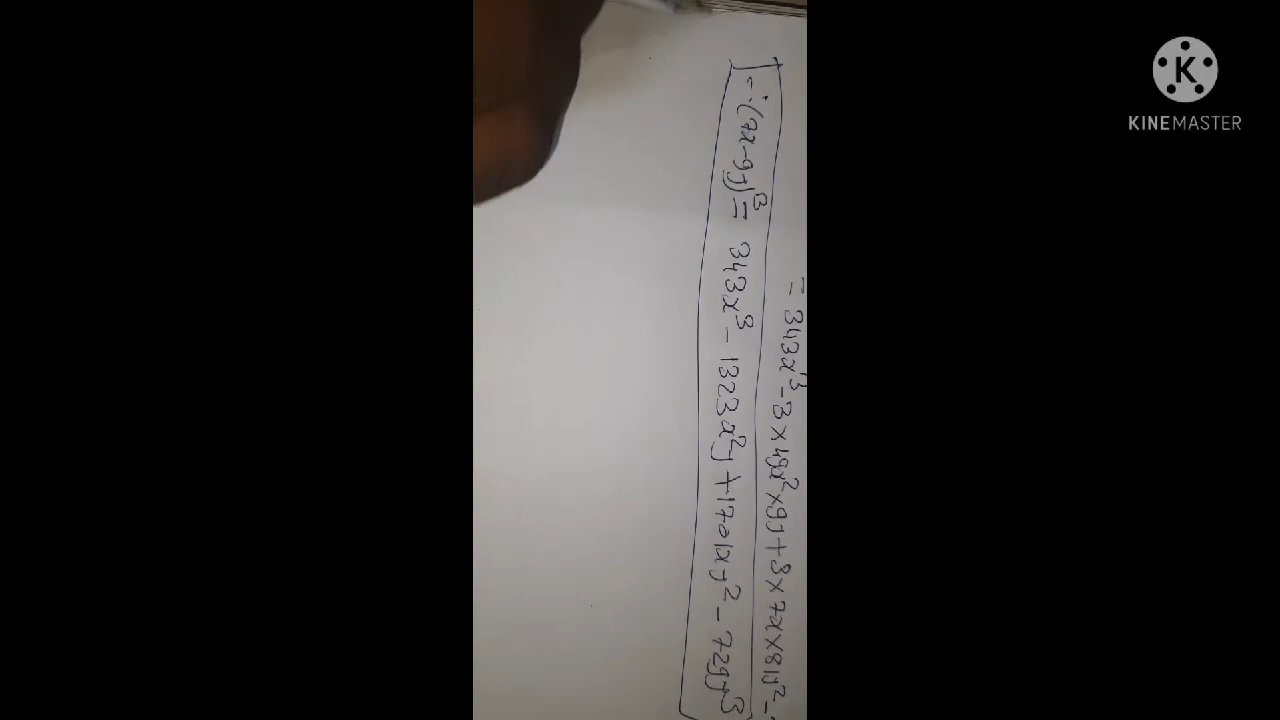 = 343x³ - 3 × 49x² × 9y + 3 × 7x × 81y² -
∴ (7x-9y)³ = 343x³ - 1323x²y + 1701xy² - 729y³
K
KINEMASTER